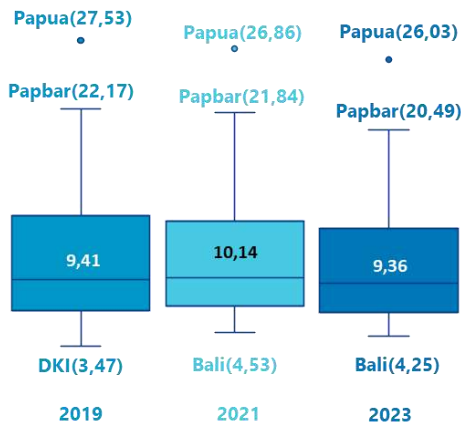 Papua(27,53)
Papua(26,86)
Papua(26,03)
Papbar(22,17)
Papbar(21,84)
Papbar(20,49)
9,41
10,14
9,36
DKI(3,47)
Bali(4,53)
Bali(4,25)
2019
2021
2023